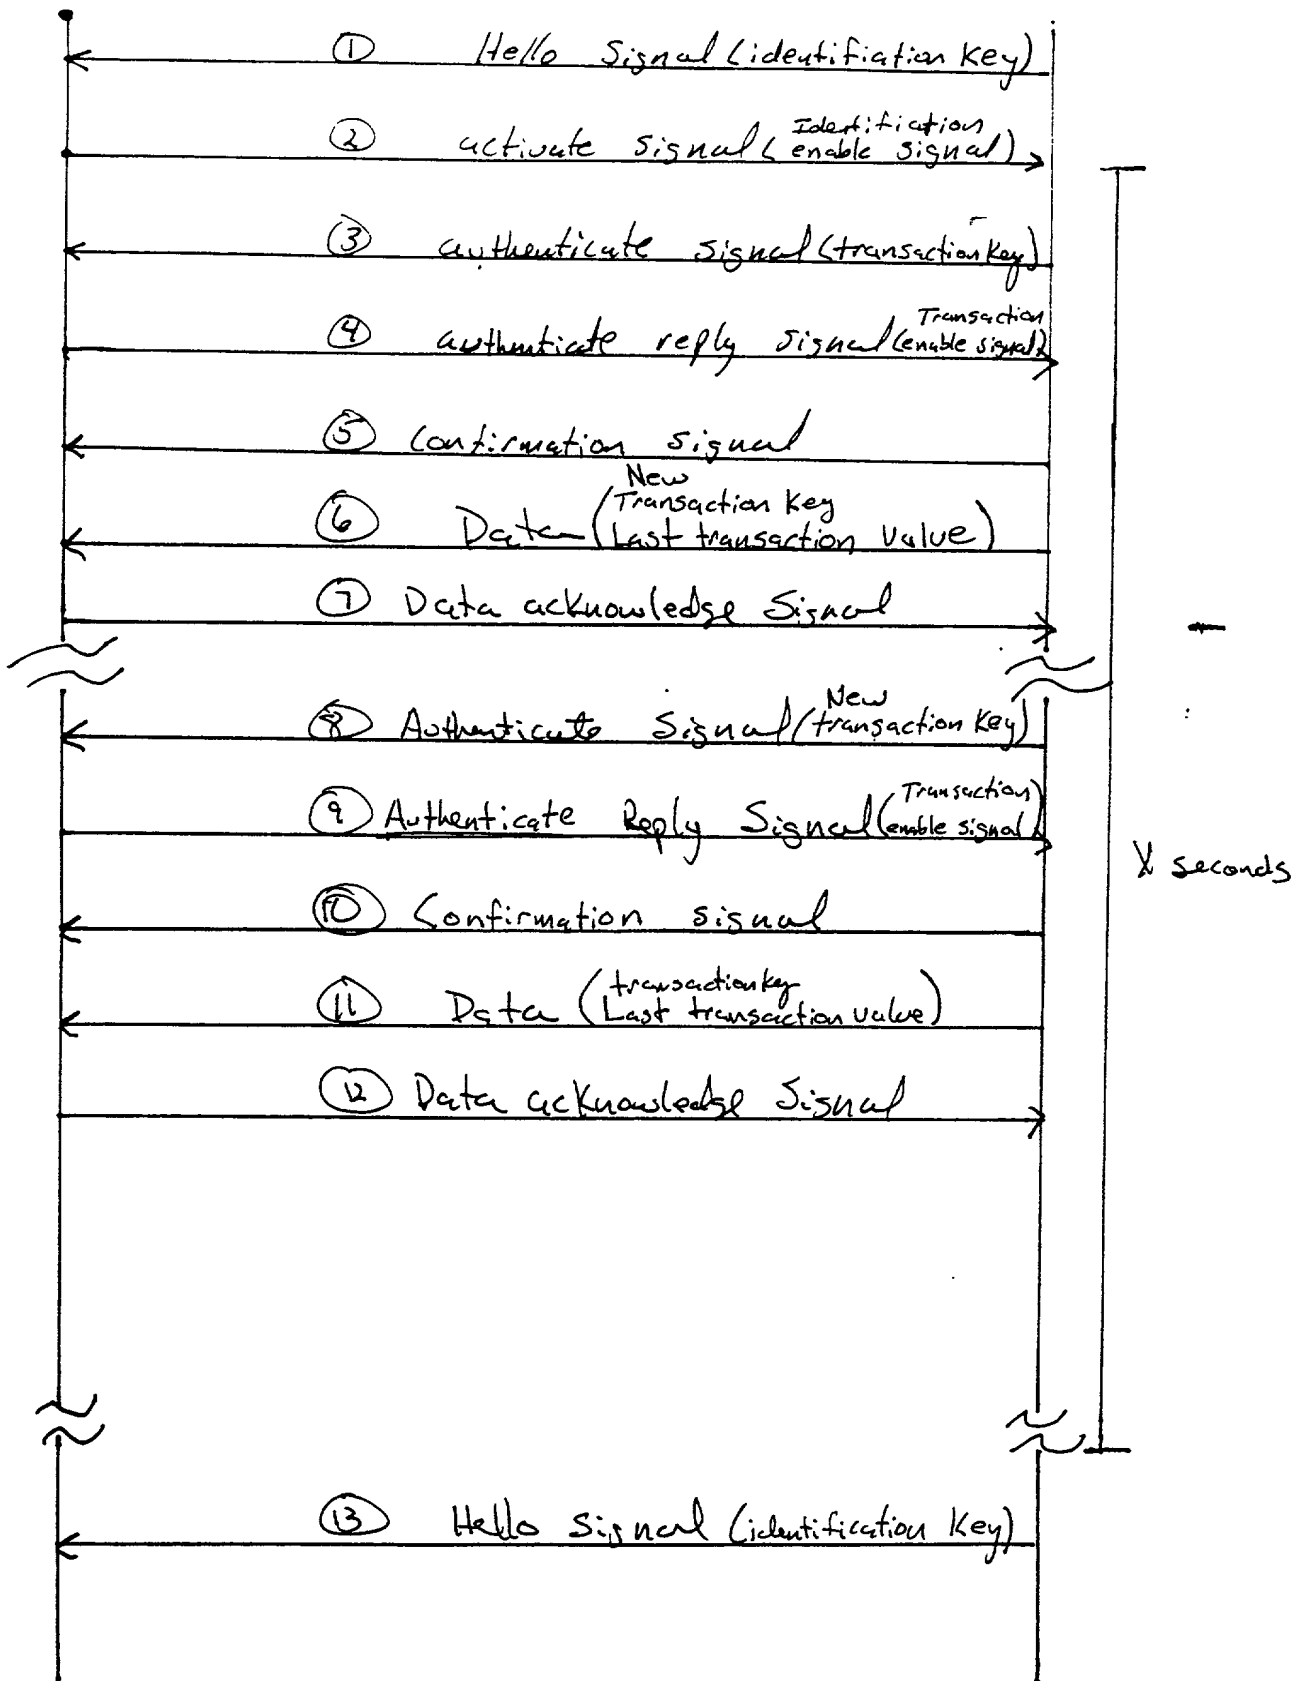 ① Hello Signal (identifiation Key)
② activate signal (Identifiation
enable signal)
③ authenticate signal (transaction Key)
④ authenticate reply signal (Transaction
enable signal)
⑤ Confirmation signal
⑥ Data (New
Transaction Key
Last transaction value)
⑦ Data acknowledge Signal
⑧ Authenticate Signal (New
transaction Key)
⑨ Authenticate Reply Signal (Transaction
enable signal)
X seconds
⑩ Confirmation signal
⑪ Data (transaction key
Last transaction value)
⑫ Data acknowledge Signal
⑬ Hello Signal (identification Key)